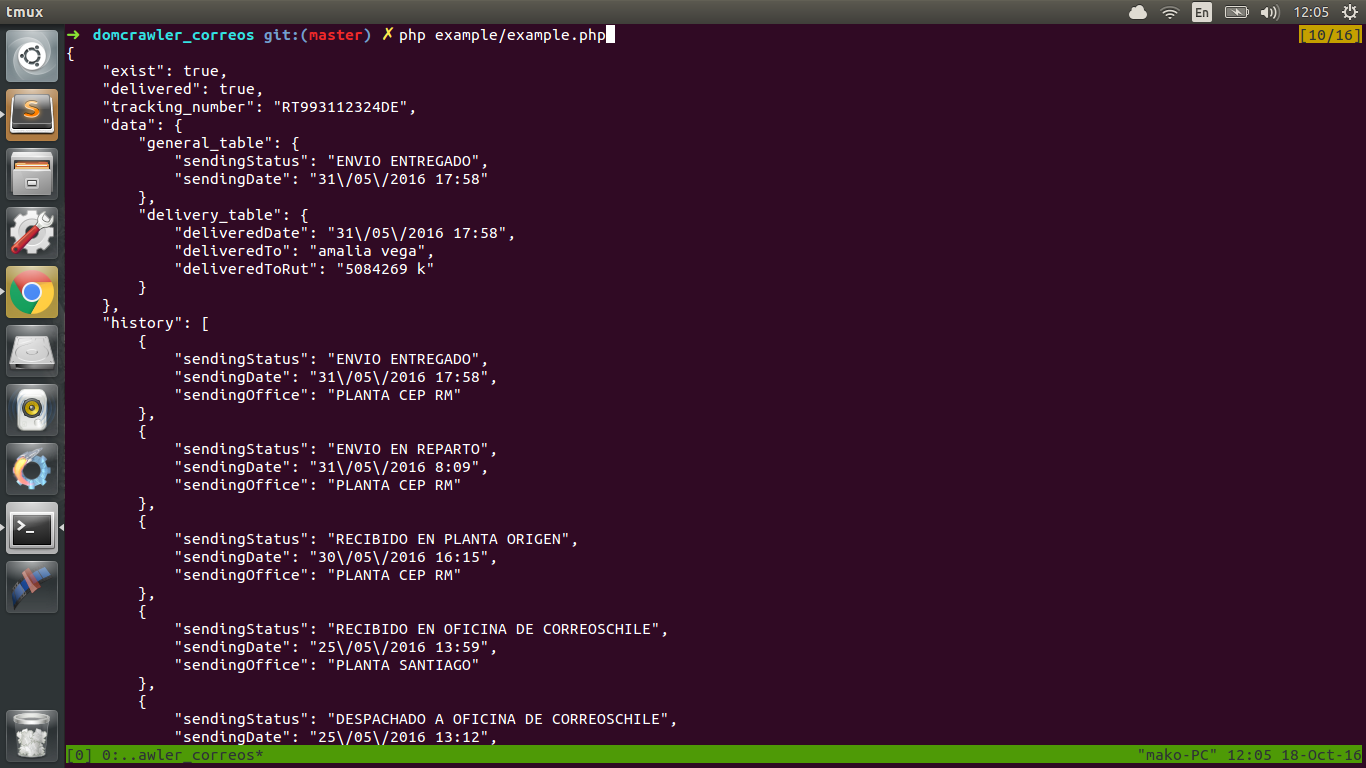 tmux
En
12:05
➜  domcrawler_correos git:(master) ✗ php example/example.php
[10/16]
{
    "exist": true,
    "delivered": true,
    "tracking_number": "RT993112324DE",
    "data": {
        "general_table": {
            "sendingStatus": "ENVIO ENTREGADO",
            "sendingDate": "31\/05\/2016 17:58"
        },
        "delivery_table": {
            "deliveredDate": "31\/05\/2016 17:58",
            "deliveredTo": "amalia vega",
            "deliveredToRut": "5084269 k"
        }
    },
    "history": [
        {
            "sendingStatus": "ENVIO ENTREGADO",
            "sendingDate": "31\/05\/2016 17:58",
            "sendingOffice": "PLANTA CEP RM"
        },
        {
            "sendingStatus": "ENVIO EN REPARTO",
            "sendingDate": "31\/05\/2016 8:09",
            "sendingOffice": "PLANTA CEP RM"
        },
        {
            "sendingStatus": "RECIBIDO EN PLANTA ORIGEN",
            "sendingDate": "30\/05\/2016 16:15",
            "sendingOffice": "PLANTA CEP RM"
        },
        {
            "sendingStatus": "RECIBIDO EN OFICINA DE CORREOSCHILE",
            "sendingDate": "25\/05\/2016 13:59",
            "sendingOffice": "PLANTA SANTIAGO"
        },
        {
            "sendingStatus": "DESPACHADO A OFICINA DE CORREOSCHILE",
            "sendingDate": "25\/05\/2016 13:12",
[0] 0:..awler_correos*
"mako-PC" 12:05 18-Oct-16